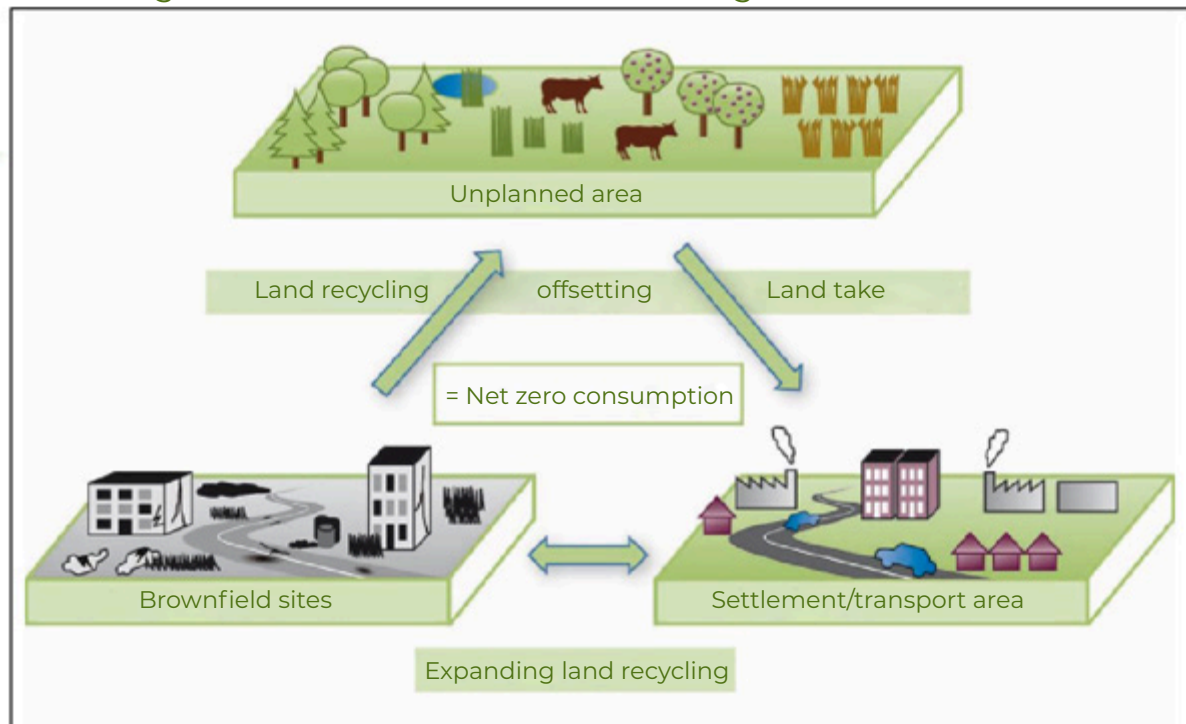 Unplanned area
Land recycling offsetting Land take
= Net zero consumption
Brownfield sites
Settlement/transport area
Expanding land recycling